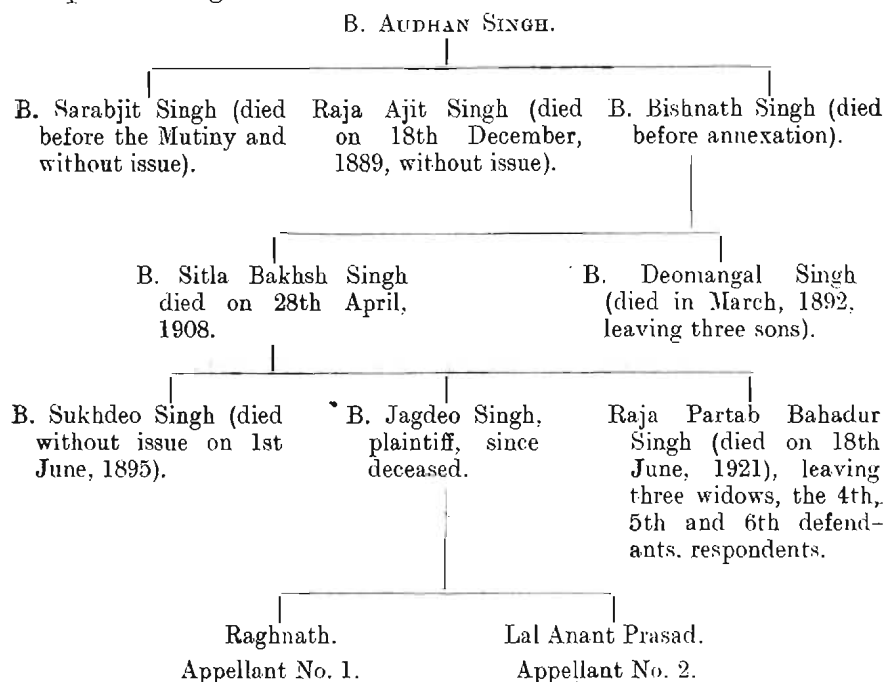 B. AUDHAN SINGH.
B. Sarabjit Singh (died
before the Mutiny and
without issue).
Raja Ajit Singh (died
on 18th December,
1889, without issue).
B. Bishnath Singh (died
before annexation).
B. Sitla Bakhsh Singh
died on 28th April,
1908.
B. Deomangal Singh
(died in March, 1892,
leaving three sons).
B. Sukhdeo Singh (died
without issue on 1st
June, 1895).
B. Jagdeo Singh,
plaintiff, since
deceased.
Raja Partab Bahadur
Singh (died on 18th
June, 1921), leaving
three widows, the 4th,
5th and 6th defend-
ants. respondents.
Raghnath.
Appellant No. 1.
Lal Anant Prasad.
Appellant No. 2.